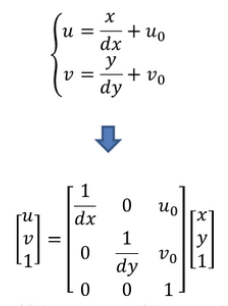 u = x/dx + u₀
v = y/dy + v₀
[u v 1] = [1/dx 0 u₀; 0 1/dy v₀; 0 0 1] [x y 1]